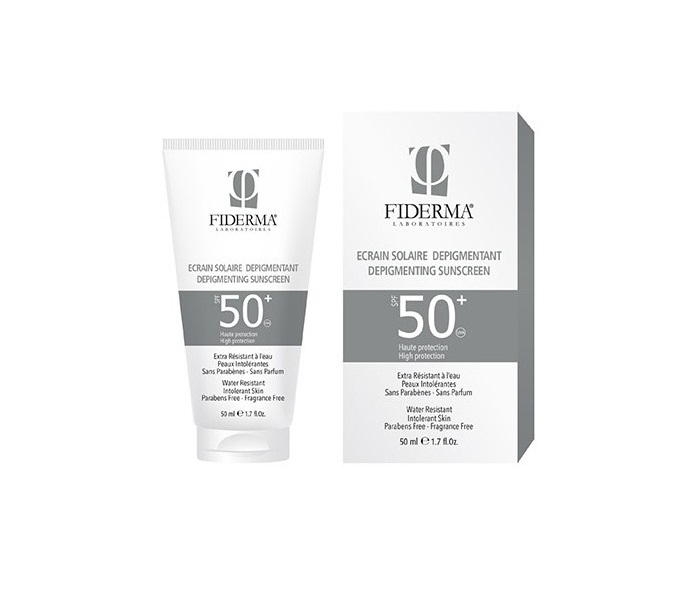 FIDERMA®
LABORATOIRES
ECRAIN SOLAIRE DEPIGMENTANT
DEPIGMENTING SUNSCREEN
SPF 50+
UVA
Haute protection
High protection
Extra Résistant à l'eau
Peaux Intolérantes
Sans Parabènes - Sans Parfum
Water Resistant
Intolerant Skin
Parabens Free - Fragrance Free
50 ml e 1.7 fl.Oz.
FIDERMA®
LABORATOIRES
ECRAIN SOLAIRE DEPIGMENTANT
DEPIGMENTING SUNSCREEN
SPF 50+
UVA
Haute protection
High protection
Extra Résistant à l'eau
Peaux Intolérantes
Sans Parabènes - Sans Parfum
Water Resistant
Intolerant Skin
Parabens Free - Fragrance Free
50 ml e 1.7 fl.Oz.